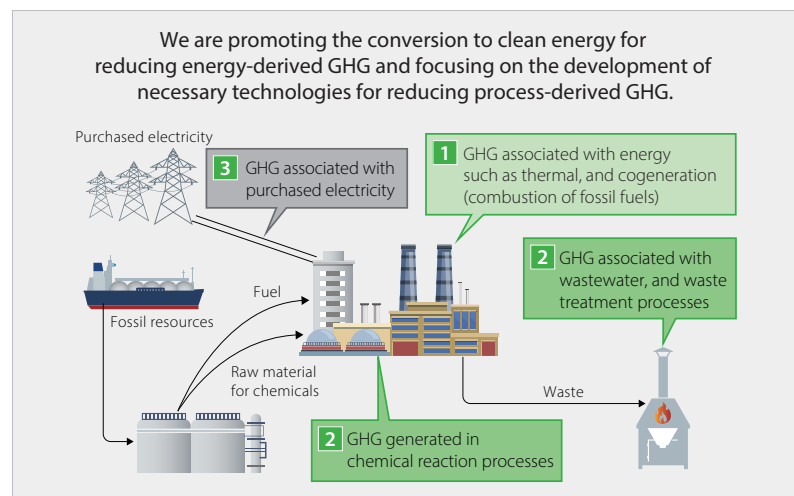 We are promoting the conversion to clean energy for
reducing energy-derived GHG and focusing on the development of
necessary technologies for reducing process-derived GHG.
Purchased electricity
3 GHG associated with
purchased electricity
1 GHG associated with energy
such as thermal, and cogeneration
(combustion of fossil fuels)
2 GHG associated with
wastewater, and waste
treatment processes
Fuel
Fossil resources
Raw material
for chemicals
Waste
2 GHG generated in
chemical reaction processes